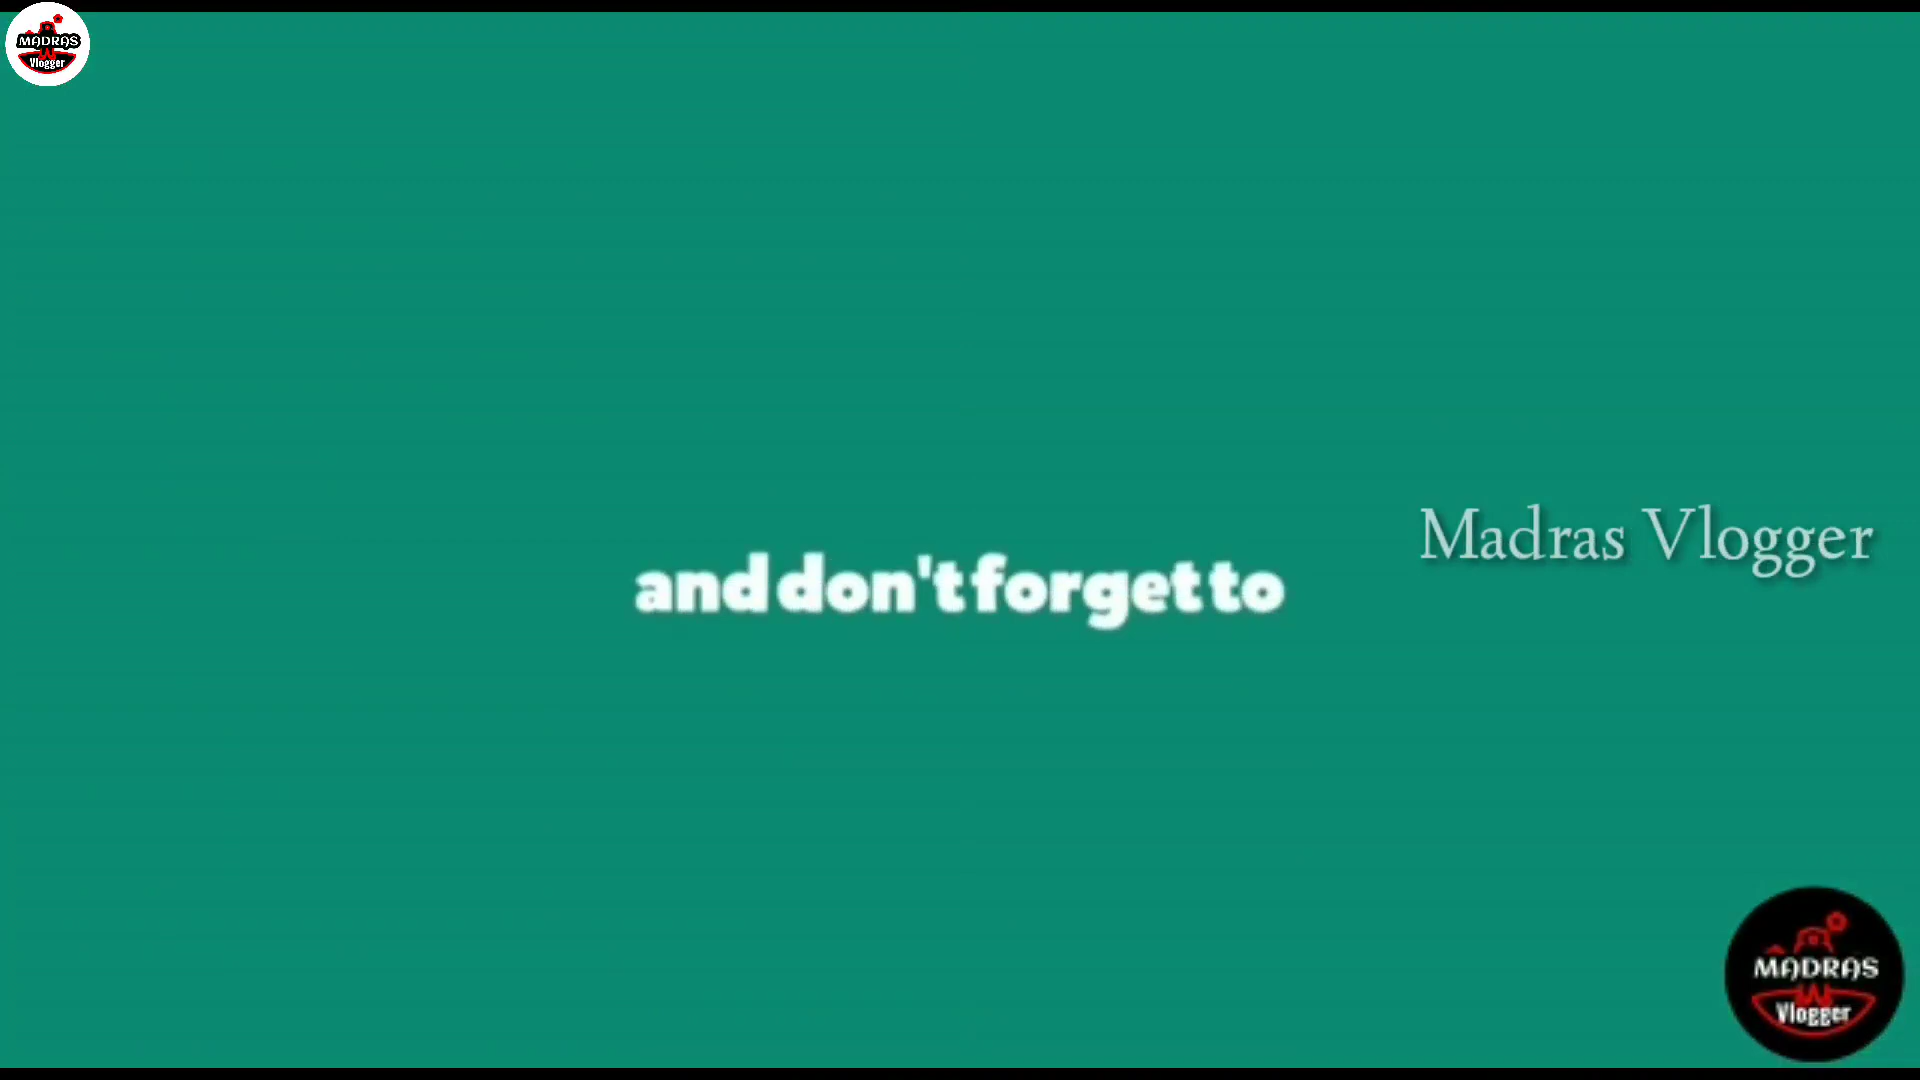 MADRAS
Vlogger
Madras Vlogger
and don't forget to
MADRAS
Vlogger